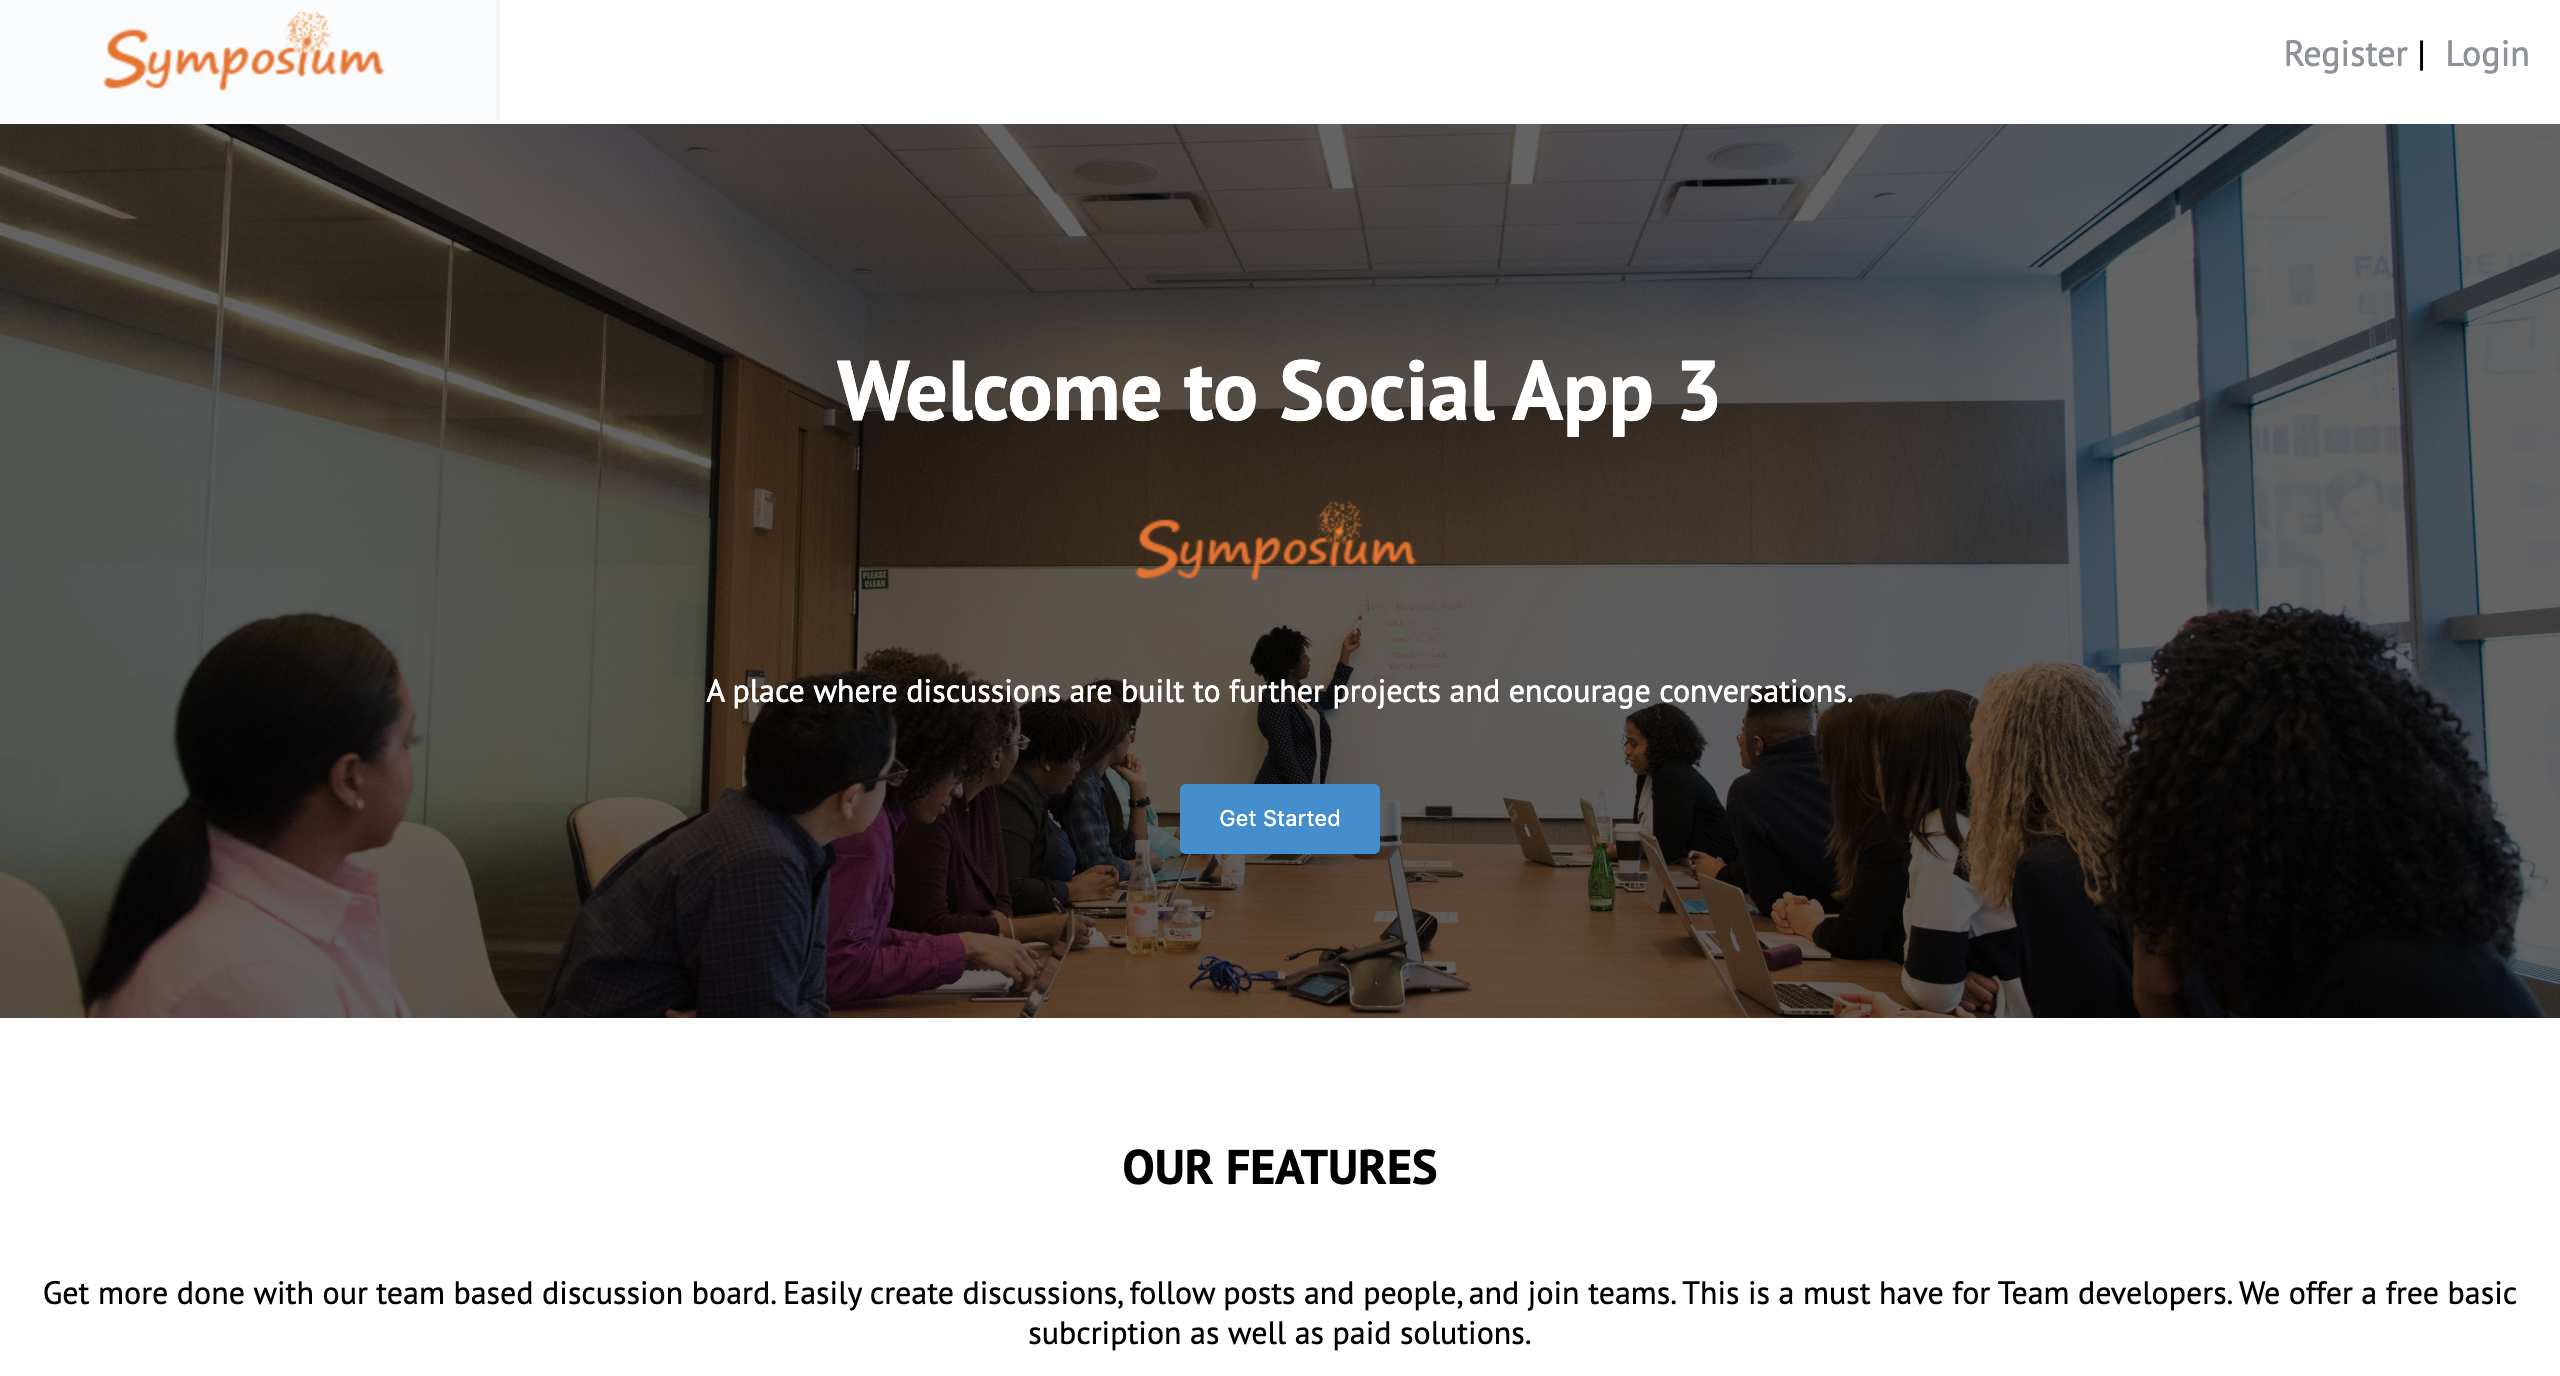 Symposium
Register | Login
Welcome to Social App 3
Symposium
PLEASE
CLEAN
A place where discussions are built to further projects and encourage conversations.
Get Started
OUR FEATURES
Get more done with our team based discussion board. Easily create discussions, follow posts and people, and join teams. This is a must have for Team developers. We offer a free basic
subcription as well as paid solutions.